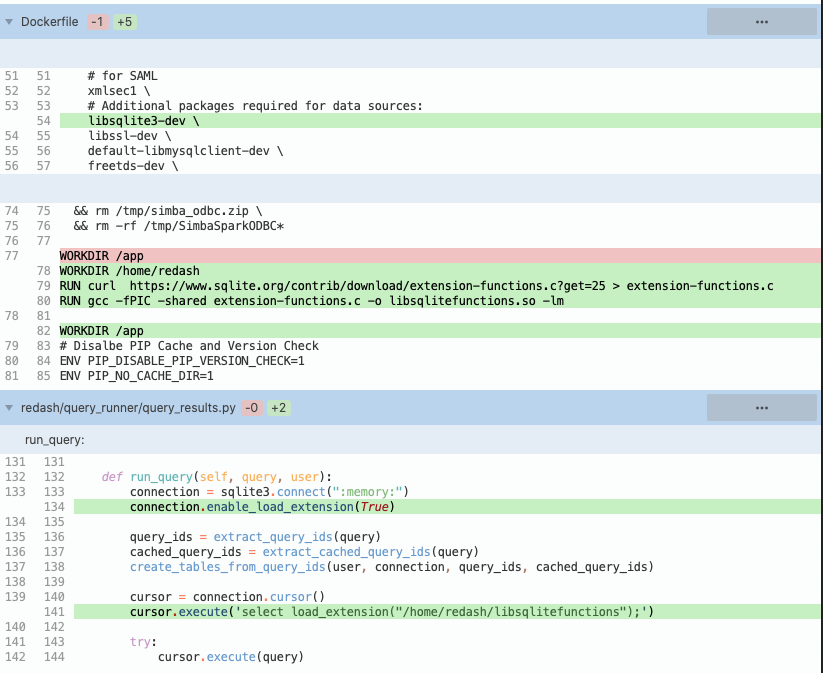 Dockerfile -1 +5 ...
51 51 # for SAML
52 52 xmlsec1 \
53 53 # Additional packages required for data sources:
54 libsqlite3-dev \
54 55 libssl-dev \
55 56 default-libmysqlclient-dev \
56 57 freetds-dev \
74 75 && rm /tmp/simba_odbc.zip \
75 76 && rm -rf /tmp/SimbaSparkODBC*
76 77
77 WORKDIR /app
78 WORKDIR /home/redash
79 RUN curl  https://www.sqlite.org/contrib/download/extension-functions.c?get=25 > extension-functions.c
80 RUN gcc -fPIC -shared extension-functions.c -o libsqlitefunctions.so -lm
78 81
82 WORKDIR /app
79 83 # Disalbe PIP Cache and Version Check
80 84 ENV PIP_DISABLE_PIP_VERSION_CHECK=1
81 85 ENV PIP_NO_CACHE_DIR=1
redash/query_runner/query_results.py -0 +2 ...
run_query:
131 131
132 132 def run_query(self, query, user):
133 133 connection = sqlite3.connect(":memory:")
134 connection.enable_load_extension(True)
134 135
135 136 query_ids = extract_query_ids(query)
136 137 cached_query_ids = extract_cached_query_ids(query)
137 138 create_tables_from_query_ids(user, connection, query_ids, cached_query_ids)
138 139
139 140 cursor = connection.cursor()
141 cursor.execute('select load_extension("/home/redash/libsqlitefunctions");')
140 142
141 143 try:
142 144 cursor.execute(query)